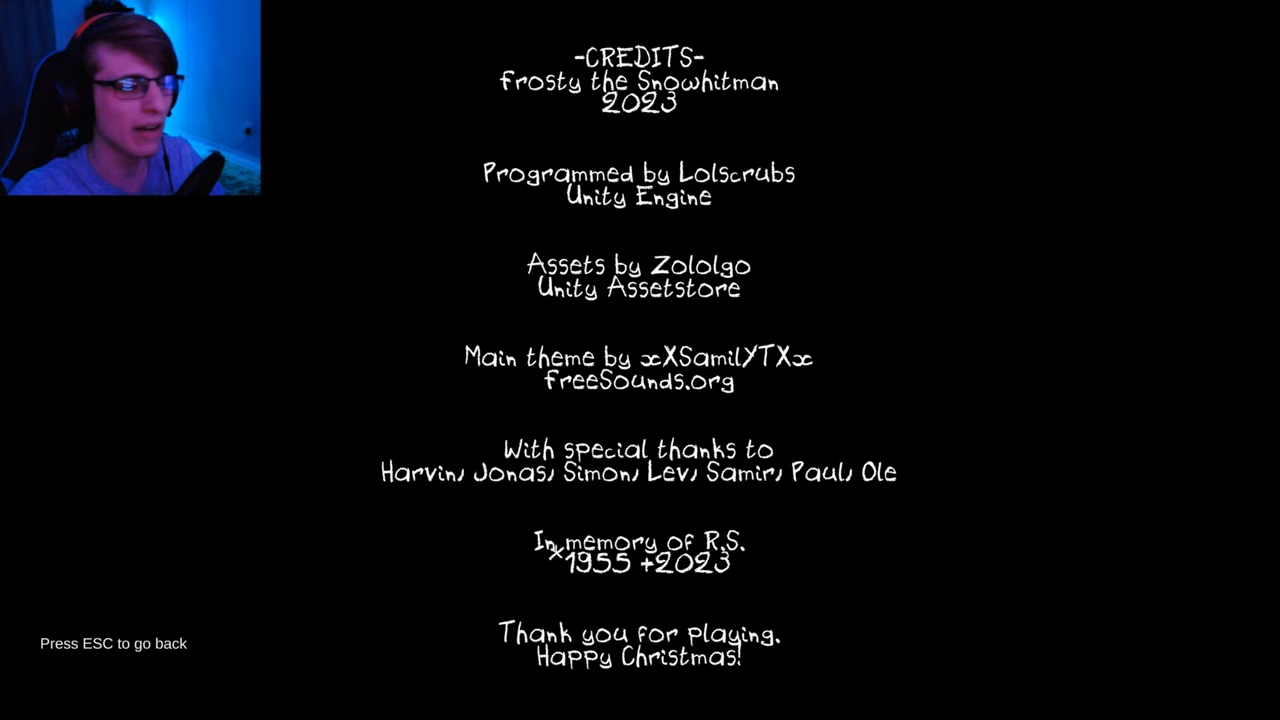 -CREDITS-
Frosty the Snowhitman
2023
Programmed by Lolscrubs
Unity Engine
Assets by Zololgo
Unity Assetstore
Main theme by xXSamilYTXx
freeSounds.org
With special thanks to
Harvin, Jonas, Simon, Lev, Samir, Paul, Ole
In memory of R.S.
*1955 +2023
Thank you for playing.
Happy Christmas!
Press ESC to go back